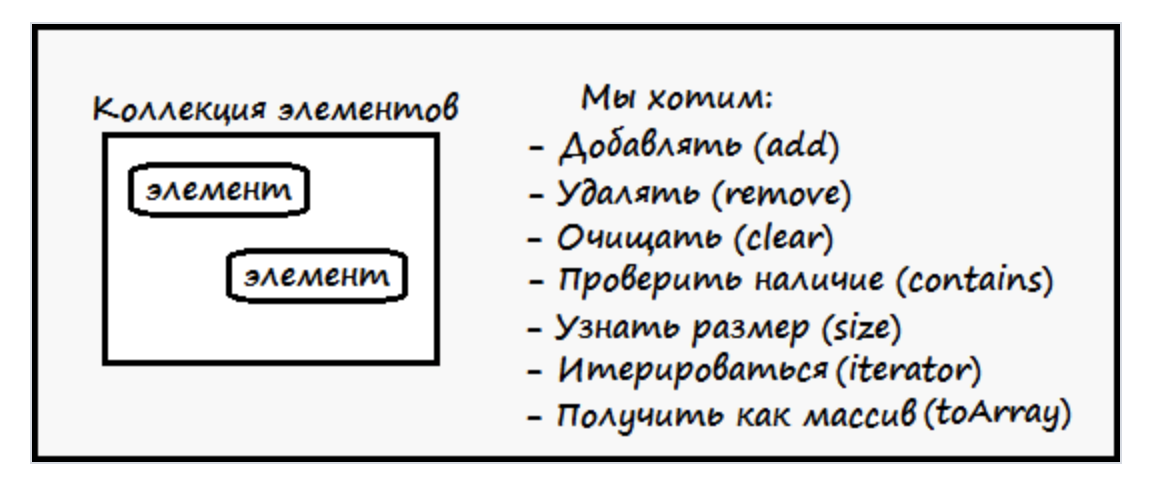 Коллекция элементов
элемент
элемент
Мы хотим:
- Добавлять (add)
- Удалять (remove)
- Очищать (clear)
- Проверить наличие (contains)
- Узнать размер (size)
- Итерироваться (iterator)
- Получить как массив (toArray)